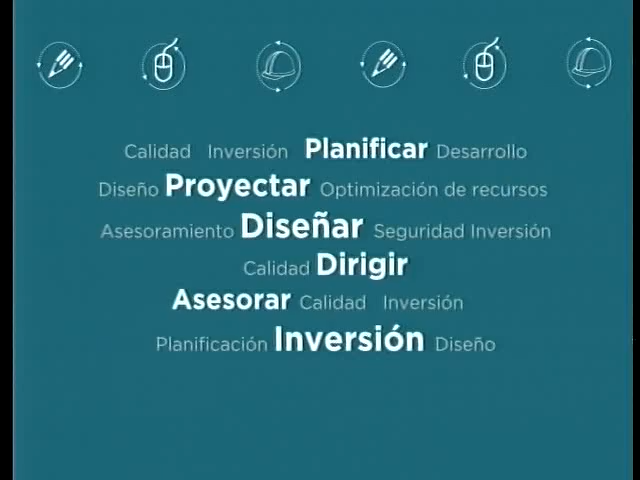 Calidad Inversión Planificar Desarrollo
Diseño Proyectar Optimización de recursos
Asesoramiento Diseñar Seguridad Inversión
Calidad Dirigir
Asesorar Calidad Inversión
Planificación Inversión Diseño